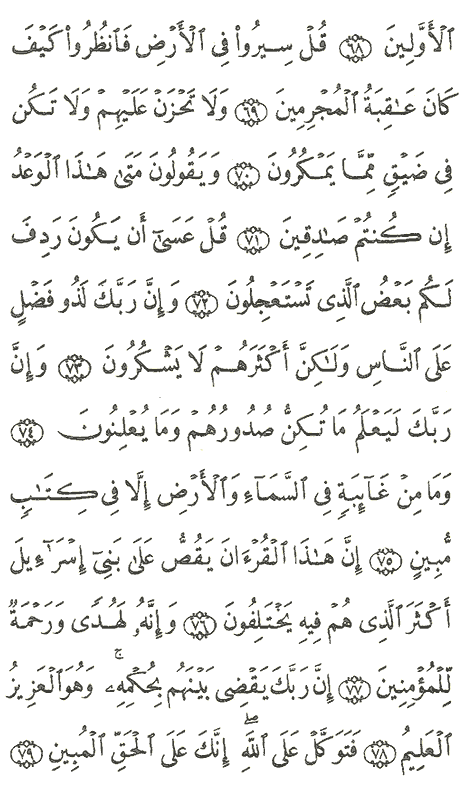 ٱلۡأَوَّلِينَ ٦٨ قُلۡ سِيرُواْ فِي ٱلۡأَرۡضِ فَٱنظُرُواْ كَيۡفَ
كَانَ عَٰقِبَةُ ٱلۡمُجۡرِمِينَ ٦٩ وَلَا تَحۡزَنۡ عَلَيۡهِمۡ وَلَا تَكُن
فِي ضَيۡقٖ مِّمَّا يَمۡكُرُونَ ٧٠ وَيَقُولُونَ مَتَىٰ هَٰذَا ٱلۡوَعۡدُ
إِن كُنتُمۡ صَٰدِقِينَ ٧١ قُلۡ عَسَىٰٓ أَن يَكُونَ رَدِفَ
لَكُم بَعۡضُ ٱلَّذِي تَسۡتَعۡجِلُونَ ٧٢ وَإِنَّ رَبَّكَ لَذُو فَضۡلٍ
عَلَى ٱلنَّاسِ وَلَٰكِنَّ أَكۡثَرَهُمۡ لَا يَشۡكُرُونَ ٧٣ وَإِنَّ
رَبَّكَ لَيَعۡلَمُ مَا تُكِنُّ صُدُورُهُمۡ وَمَا يُعۡلِنُونَ ٧٤
وَمَا مِنۡ غَآئِبَةٖ فِي ٱلسَّمَآءِ وَٱلۡأَرۡضِ إِلَّا فِي كِتَٰبٖ
مُّبِينٍ ٧٥ إِنَّ هَٰذَا ٱلۡقُرۡءَانَ يَقُصُّ عَلَىٰ بَنِيٓ إِسۡرَٰٓءِيلَ
أَكۡثَرَ ٱلَّذِي هُمۡ فِيهِ يَخۡتَلِفُونَ ٧٦ وَإِنَّهُۥ لَهُدٗى وَرَحۡمَةٞ
لِّلۡمُؤۡمِنِينَ ٧٧ إِنَّ رَبَّكَ يَقۡضِي بَيۡنَهُم بِحُكۡمِهِۦۚ وَهُوَ ٱلۡعَزِيزُ
ٱلۡعَلِيمُ ٧٨ فَتَوَكَّلۡ عَلَى ٱللَّهِۖ إِنَّكَ عَلَى ٱلۡحَقِّ ٱلۡمُبِينِ ٧٩